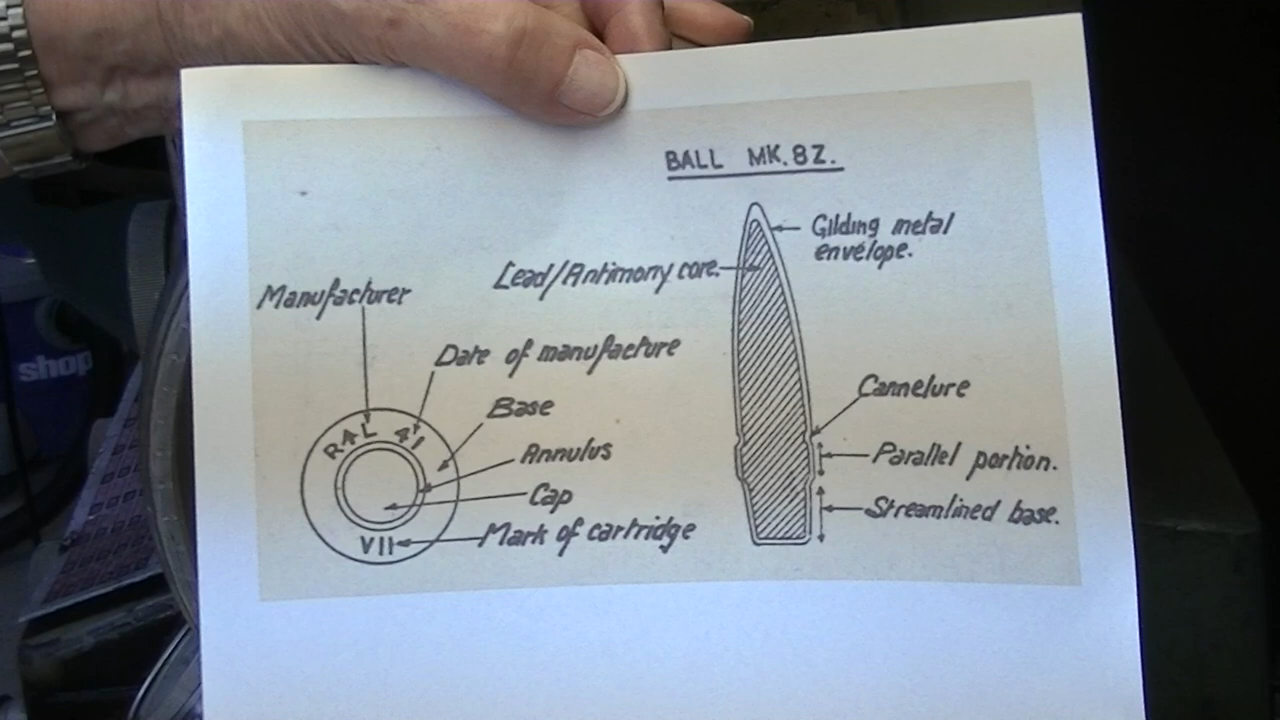 BALL MK.8Z.
Gilding metal
envelope.
Lead/Antimony core.
Manufacturer
Date of manufacture
Cannelure
Base
R↓L 41
Annulus
Parallel portion.
Cap
Streamlined base.
Mark of cartridge
VII
shop